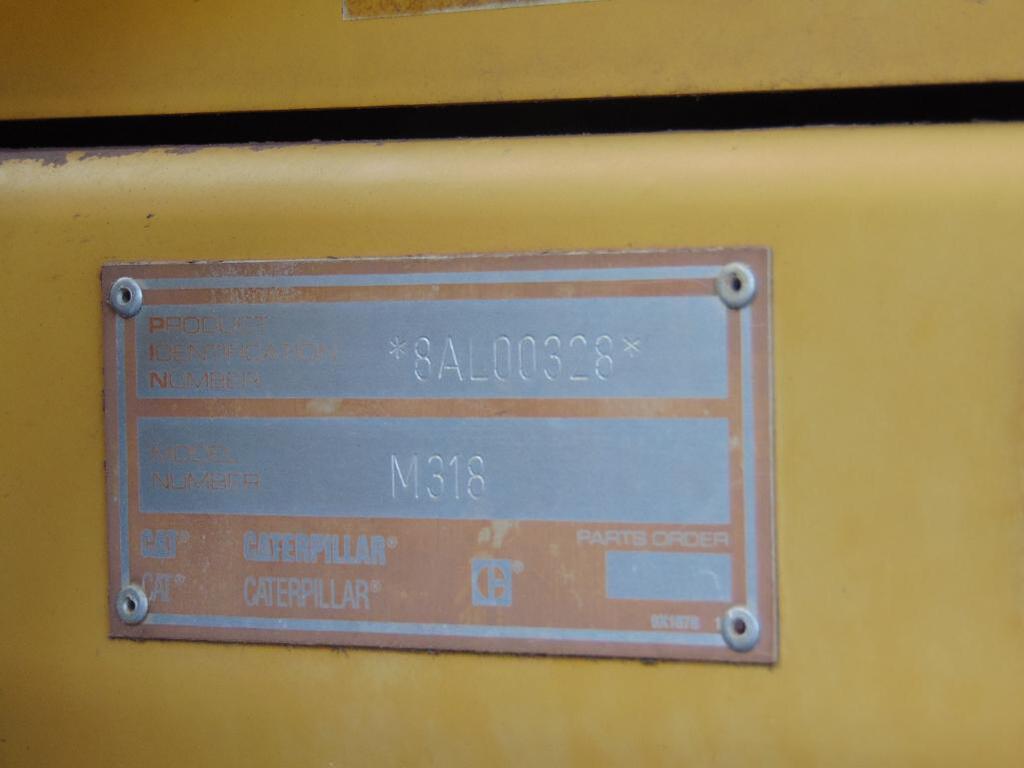 PRODUCT
IDENTIFICATION
NUMBER
*8AL00328*
MODEL
NUMBER
M318
CAT® CATERPILLAR®
PARTS ORDER
CAT® CATERPILLAR®
C ®